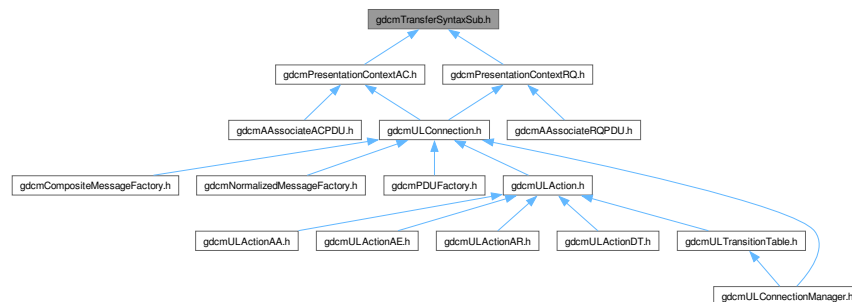 gdcmTransferSyntaxSub.h
gdcmPresentationContextAC.h
gdcmPresentationContextRQ.h
gdcmAAssociateACPDU.h
gdcmULConnection.h
gdcmAAssociateRQPDU.h
gdcmCompositeMessageFactory.h
gdcmNormalizedMessageFactory.h
gdcmPDUFactory.h
gdcmULAction.h
gdcmULActionAA.h
gdcmULActionAE.h
gdcmULActionAR.h
gdcmULActionDT.h
gdcmULTransitionTable.h
gdcmULConnectionManager.h